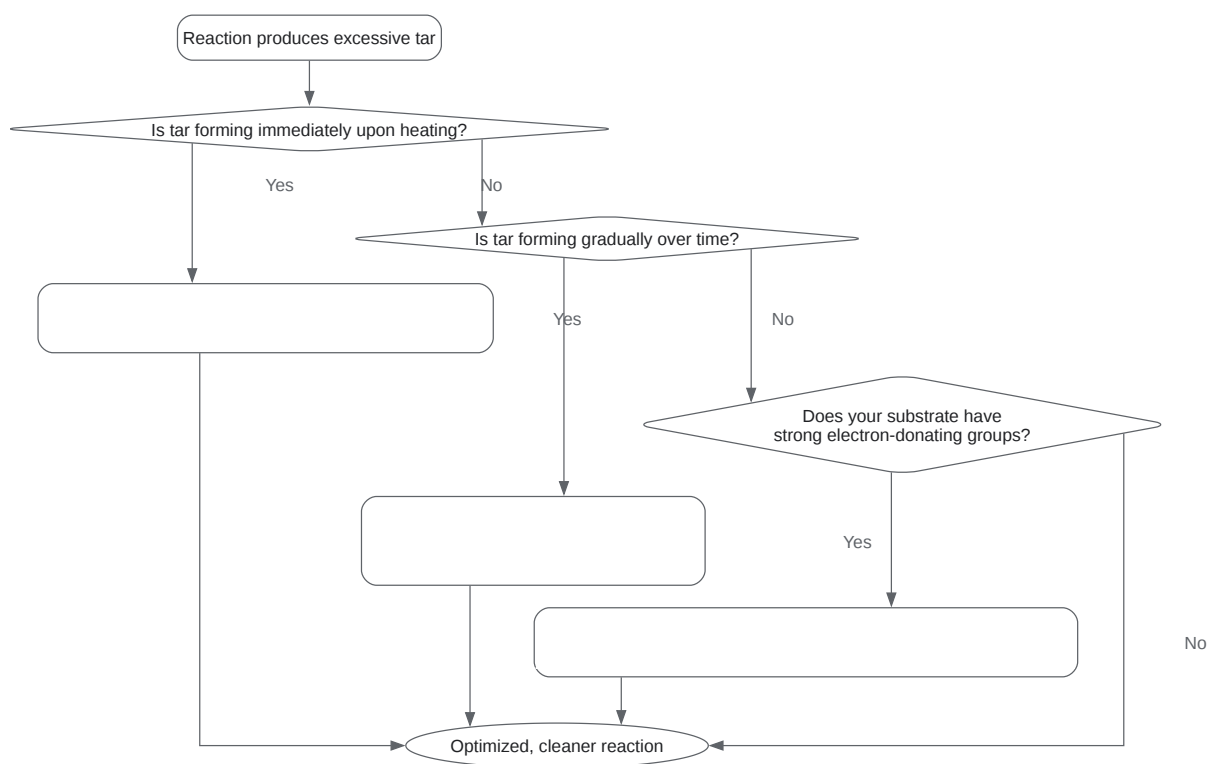 Reaction produces excessive tar
Is tar forming immediately upon heating?
Yes
No
Is tar forming gradually over time?
Yes
No
Does your substrate have
strong electron-donating groups?
Yes
No
Optimized, cleaner reaction